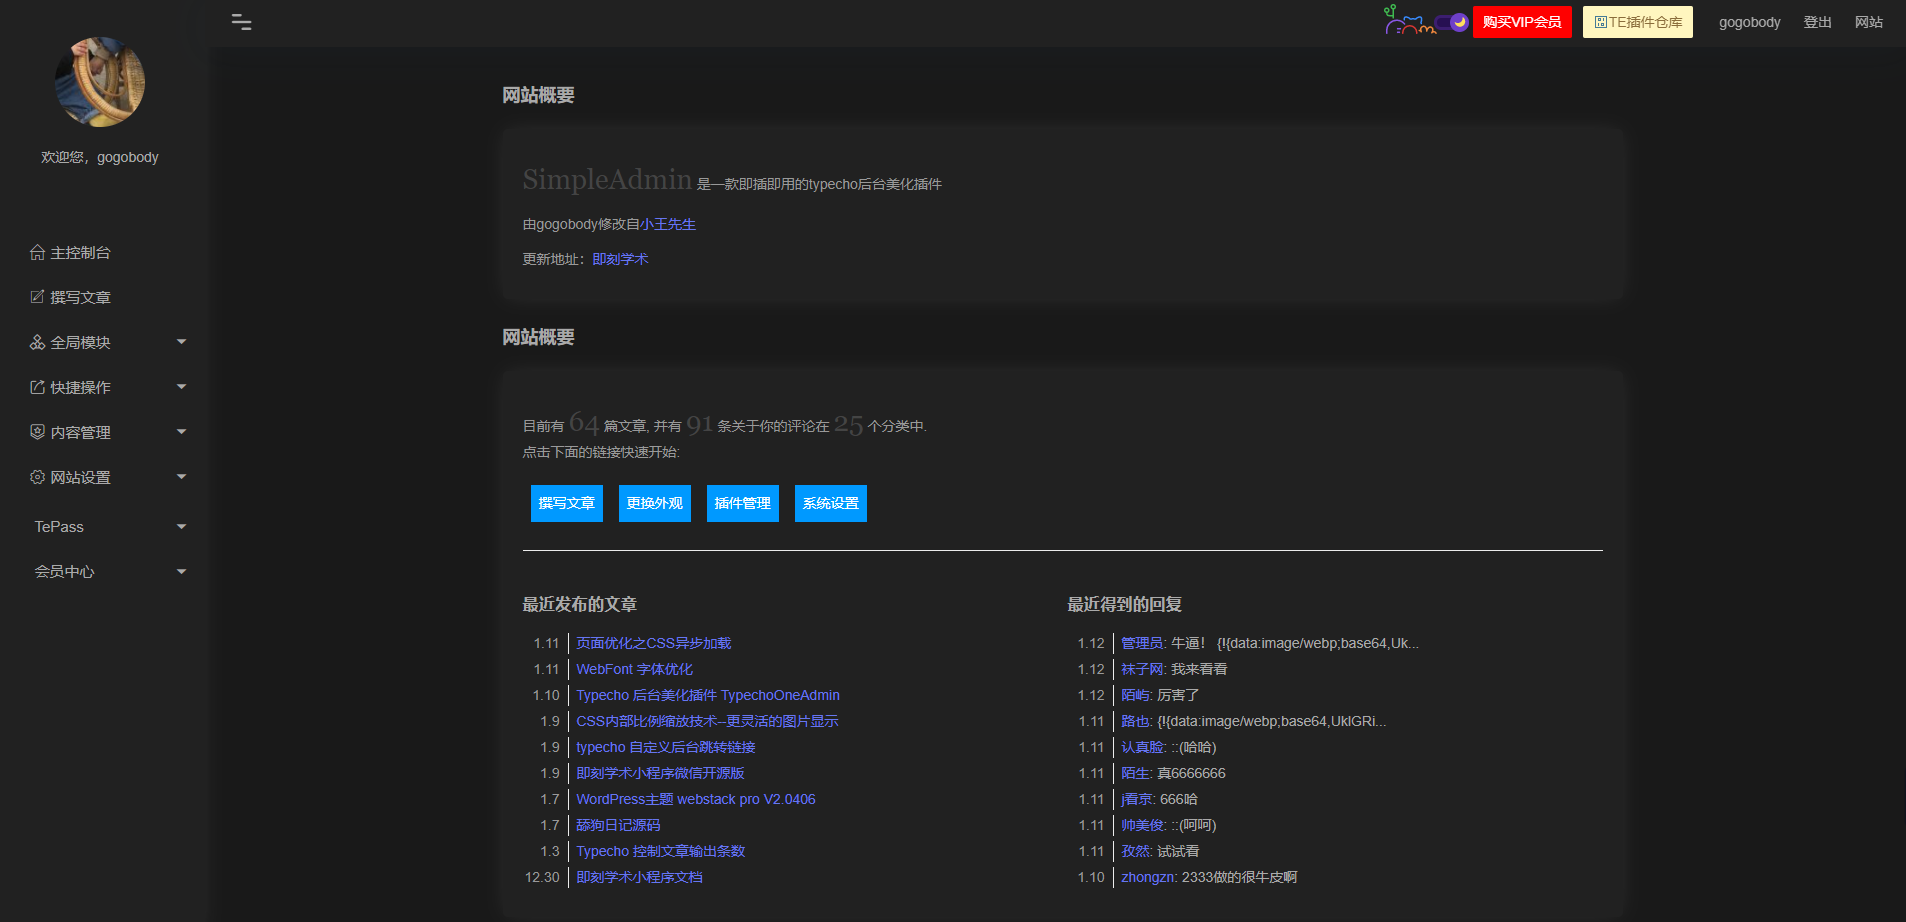 购买VIP会员
TE插件仓库
gogobody
登出
网站
欢迎您，gogobody
主控制台
撰写文章
全局模块
快捷操作
内容管理
网站设置
TePass
会员中心
网站概要
SimpleAdmin 是一款即插即用的typecho后台美化插件
由gogobody修改自小王先生
更新地址：即刻学术
网站概要
目前有 64 篇文章, 并有 91 条关于你的评论在 25 个分类中.
点击下面的链接快速开始:
撰写文章
更换外观
插件管理
系统设置
最近发布的文章
1.11 页面优化之CSS异步加载
1.11 WebFont 字体优化
1.10 Typecho 后台美化插件 TypechoOneAdmin
1.9 CSS内部比例缩放技术--更灵活的图片显示
1.9 typecho 自定义后台跳转链接
1.9 即刻学术小程序微信开源版
1.7 WordPress主题 webstack pro V2.0406
1.7 舔狗日记源码
1.3 Typecho 控制文章输出条数
12.30 即刻学术小程序文档
最近得到的回复
1.12 管理员: 牛逼！ {!{data:image/webp;base64,Uk...
1.12 袜子网: 我来看看
1.12 陌屿: 厉害了
1.11 路也: {!{data:image/webp;base64,UklGRi...
1.11 认真脸: ::(哈哈)
1.11 陌生: 真6666666
1.11 j看京: 666哈
1.11 帅美俊: ::(呵呵)
1.11 孜然: 试试看
1.10 zhongzn: 2333做的很牛皮啊